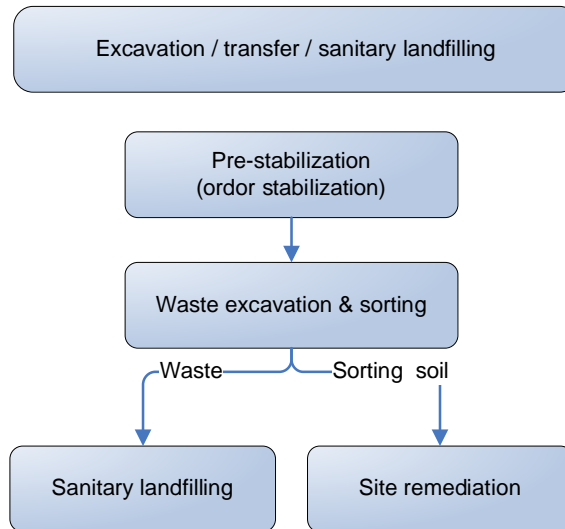 Excavation / transfer / sanitary landfilling
Pre-stabilization
(ordor stabilization)
Waste excavation & sorting
Waste
Sorting soil
Sanitary landfilling
Site remediation